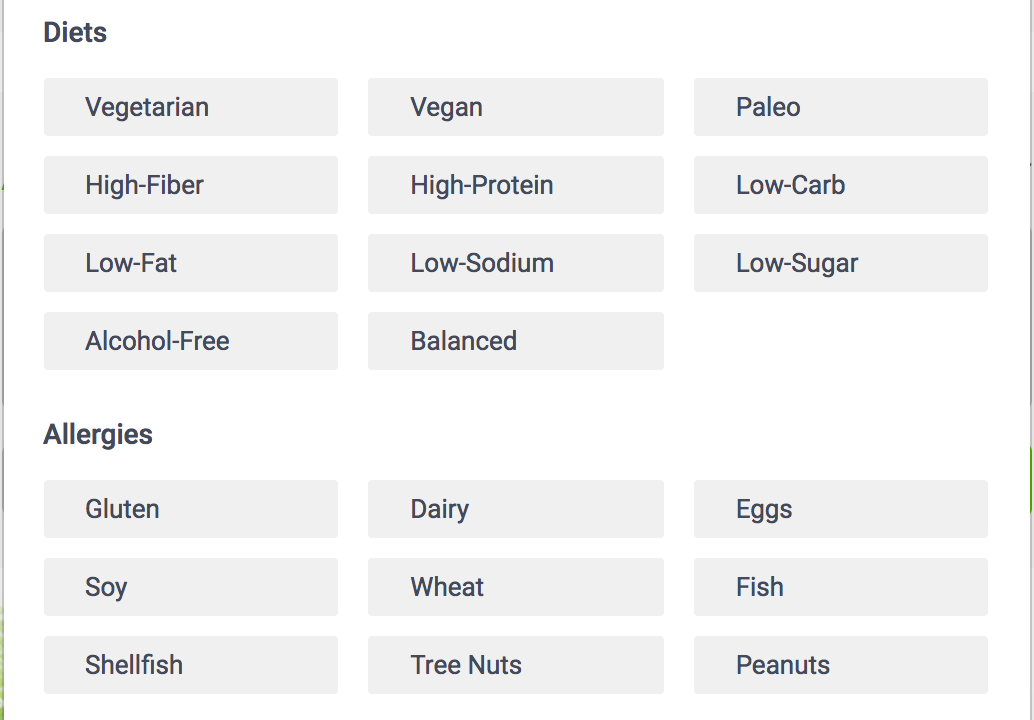 Diets
Vegetarian Vegan Paleo
High-Fiber High-Protein Low-Carb
Low-Fat Low-Sodium Low-Sugar
Alcohol-Free Balanced
Allergies
Gluten Dairy Eggs
Soy Wheat Fish
Shellfish Tree Nuts Peanuts